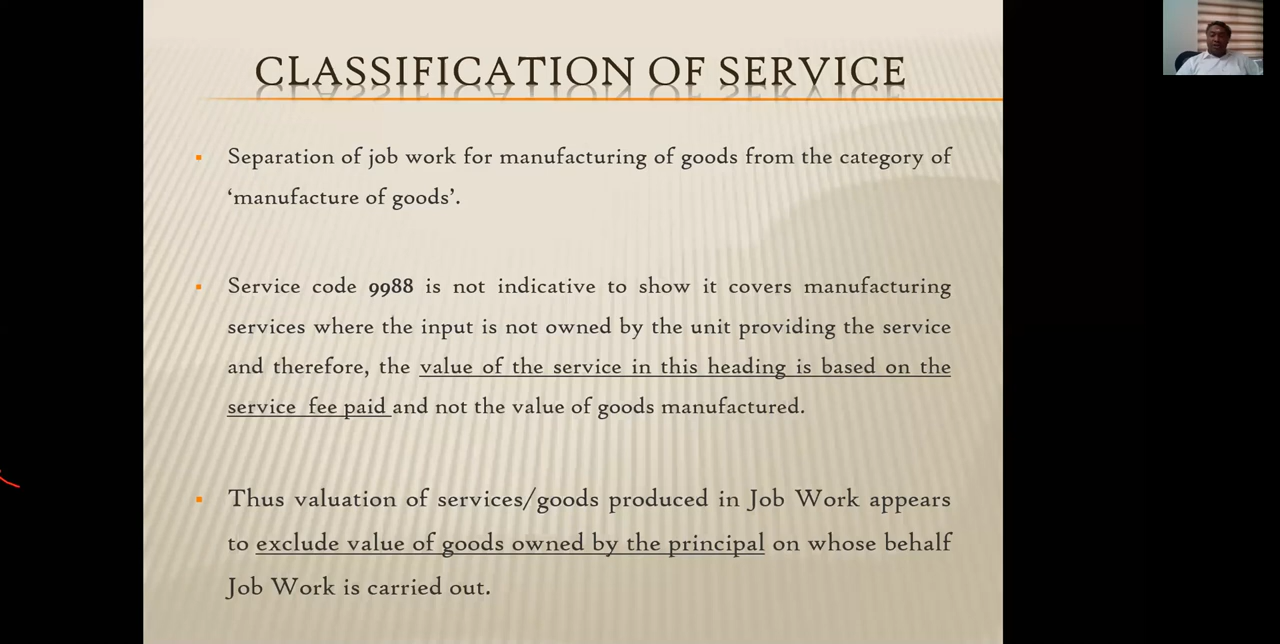 CLASSIFICATION OF SERVICE
Separation of job work for manufacturing of goods from the category of
‘manufacture of goods’.
Service code 9988 is not indicative to show it covers manufacturing
services where the input is not owned by the unit providing the service
and therefore, the value of the service in this heading is based on the
service fee paid and not the value of goods manufactured.
Thus valuation of services/goods produced in Job Work appears
to exclude value of goods owned by the principal on whose behalf
Job Work is carried out.